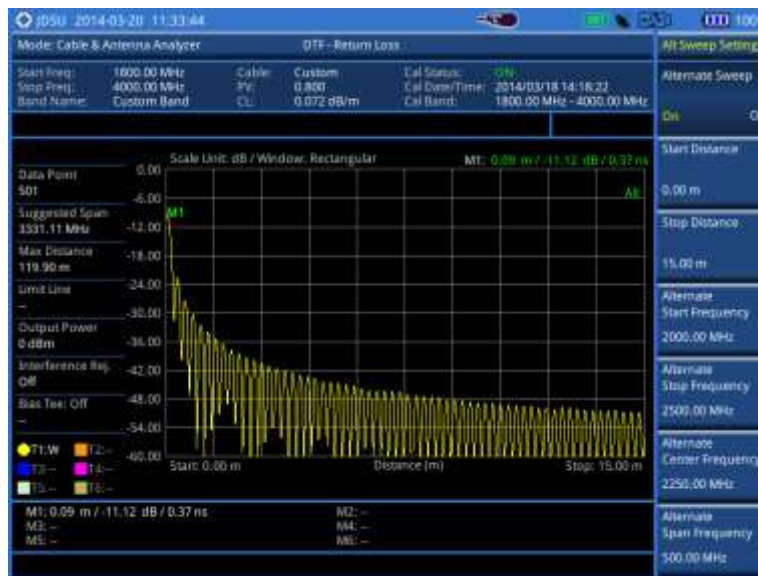 JDSU 2014-03-20 11:33:44
100
Mode: Cable & Antenna Analyzer
DTF - Return Loss
Alt Sweep Setting
Start Freq: 1800.00 MHz
Stop Freq: 4000.00 MHz
Band Name: Custom Band
Cable: Custom
PV: 0.800
CL: 0.072 dB/m
Cal Status: ON
Cal Date/Time: 2014/03/18 14:18:22
Cal Band: 1800.00 MHz - 4000.00 MHz
Alternate Sweep
On
Scale Unit: dB / Window: Rectangular
M1: 0.09 m / -11.12 dB / 0.37 ns
Alt
M1
Data Point
501
Suggested Span
3331.11 MHz
Max Distance
119.90 m
Limit Line
--
Output Power
0 dBm
Interference Rej.
Off
Bias Tee: Off
--
T1: W T2: --
T3: -- T4: --
T5: -- T6: --
0.00
-6.00
-12.00
-18.00
-24.00
-30.00
-36.00
-42.00
-48.00
-54.00
-60.00
Start: 0.00 m
Distance (m)
Stop: 15.00 m
M1: 0.09 m / -11.12 dB / 0.37 ns
M2: --
M3: --
M4: --
M5: --
M6: --
Start Distance
0.00 m
Stop Distance
15.00 m
Alternate
Start Frequency
2000.00 MHz
Alternate
Stop Frequency
2500.00 MHz
Alternate
Center Frequency
2250.00 MHz
Alternate
Span Frequency
500.00 MHz